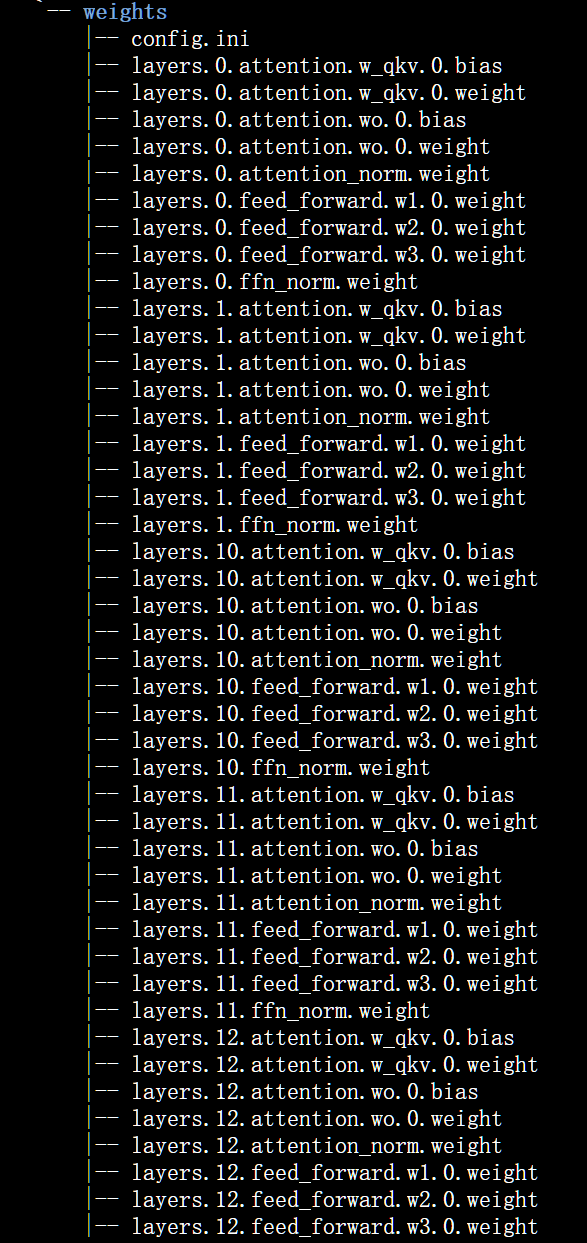 `-- weights
|-- config.ini
|-- layers.0.attention.w_qkv.0.bias
|-- layers.0.attention.w_qkv.0.weight
|-- layers.0.attention.wo.0.bias
|-- layers.0.attention.wo.0.weight
|-- layers.0.attention_norm.weight
|-- layers.0.feed_forward.w1.0.weight
|-- layers.0.feed_forward.w2.0.weight
|-- layers.0.feed_forward.w3.0.weight
|-- layers.0.ffn_norm.weight
|-- layers.1.attention.w_qkv.0.bias
|-- layers.1.attention.w_qkv.0.weight
|-- layers.1.attention.wo.0.bias
|-- layers.1.attention.wo.0.weight
|-- layers.1.attention_norm.weight
|-- layers.1.feed_forward.w1.0.weight
|-- layers.1.feed_forward.w2.0.weight
|-- layers.1.feed_forward.w3.0.weight
|-- layers.1.ffn_norm.weight
|-- layers.10.attention.w_qkv.0.bias
|-- layers.10.attention.w_qkv.0.weight
|-- layers.10.attention.wo.0.bias
|-- layers.10.attention.wo.0.weight
|-- layers.10.attention_norm.weight
|-- layers.10.feed_forward.w1.0.weight
|-- layers.10.feed_forward.w2.0.weight
|-- layers.10.feed_forward.w3.0.weight
|-- layers.10.ffn_norm.weight
|-- layers.11.attention.w_qkv.0.bias
|-- layers.11.attention.w_qkv.0.weight
|-- layers.11.attention.wo.0.bias
|-- layers.11.attention.wo.0.weight
|-- layers.11.attention_norm.weight
|-- layers.11.feed_forward.w1.0.weight
|-- layers.11.feed_forward.w2.0.weight
|-- layers.11.feed_forward.w3.0.weight
|-- layers.11.ffn_norm.weight
|-- layers.12.attention.w_qkv.0.bias
|-- layers.12.attention.w_qkv.0.weight
|-- layers.12.attention.wo.0.bias
|-- layers.12.attention.wo.0.weight
|-- layers.12.attention_norm.weight
|-- layers.12.feed_forward.w1.0.weight
|-- layers.12.feed_forward.w2.0.weight
|-- layers.12.feed_forward.w3.0.weight